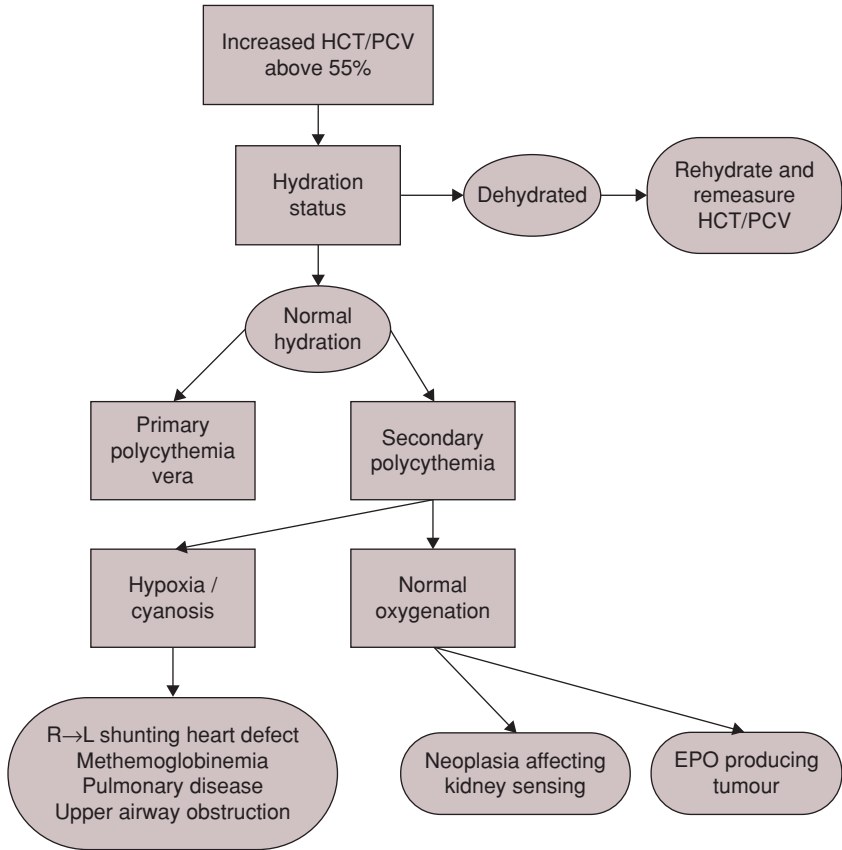 Increased HCT/PCV
above 55%
Hydration
status
Dehydrated
Rehydrate and
remeasure
HCT/PCV
Normal
hydration
Primary
polycythemia
vera
Secondary
polycythemia
Hypoxia /
cyanosis
Normal
oxygenation
R→L shunting heart defect
Methemoglobinemia
Pulmonary disease
Upper airway obstruction
Neoplasia affecting
kidney sensing
EPO producing
tumour